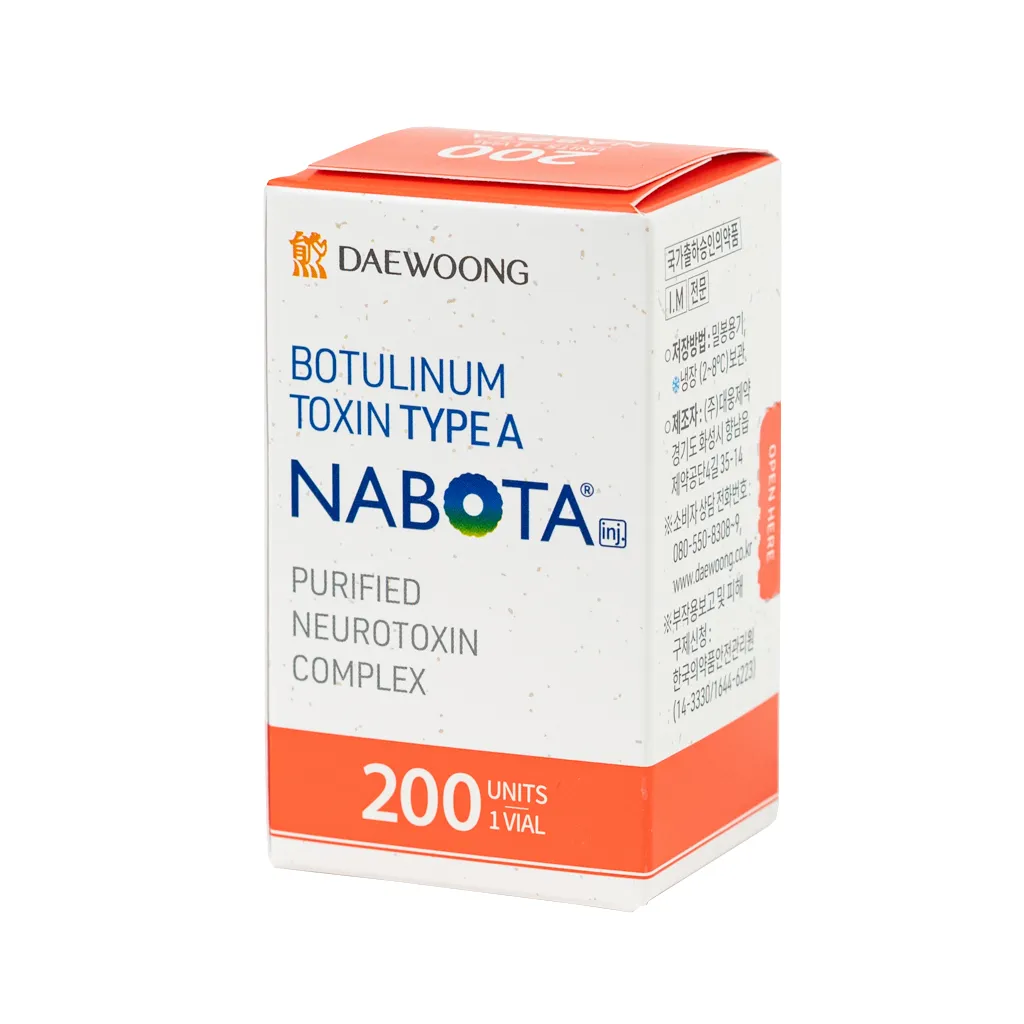 200
UNITS • 1 VIAL
NABOTA
DAEWOONG
BOTULINUM
TOXIN TYPE A
NABOTA®
inj.
PURIFIED
NEUROTOXIN
COMPLEX
200 UNITS
1 VIAL
국가출하승인의약품
I.M 전문
○저장방법 : 밀봉용기,
냉장 (2~8℃)보관
○제조자 : (주)대웅제약
경기도 화성시 향남읍
제약공단4길 35-14
※소비자 상담 전화번호 :
080-550-8308~9,
www.daewoong.co.kr
※부작용보고 및 피해
구제신청 :
한국의약품안전관리원
(14-3330/1644-6223)
OPEN HERE